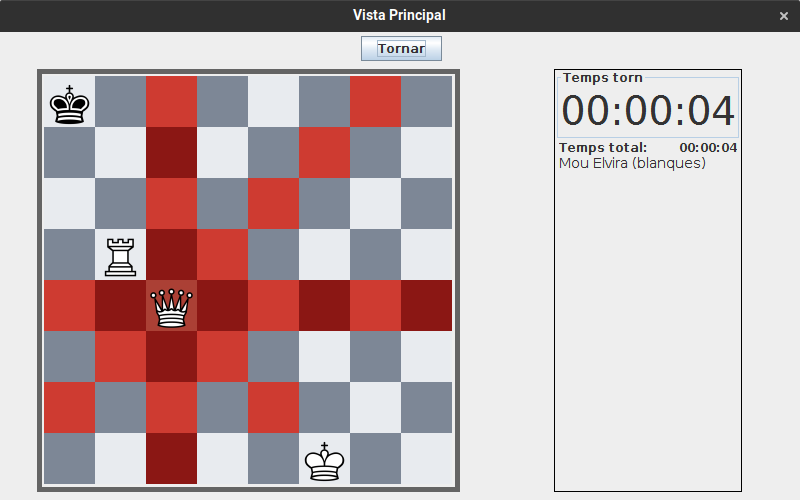 Vista Principal
×
Tornar
Temps torn
00:00:04
Temps total: 00:00:04
Mou Elvira (blanques)